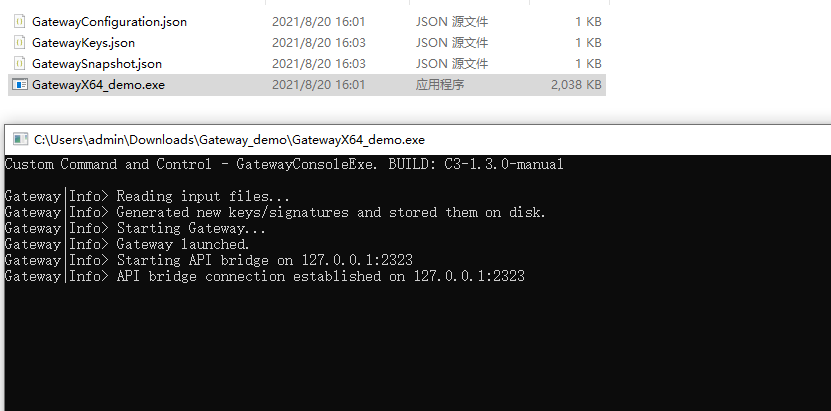 GatewayConfiguration.json 2021/8/20 16:01 JSON 源文件 1 KB
GatewayKeys.json 2021/8/20 16:03 JSON 源文件 1 KB
GatewaySnapshot.json 2021/8/20 16:03 JSON 源文件 1 KB
GatewayX64_demo.exe 2021/8/20 16:01 应用程序 2,038 KB
C:\Users\admin\Downloads\Gateway_demo\GatewayX64_demo.exe
Custom Command and Control - GatewayConsoleExe. BUILD: C3-1.3.0-manual
Gateway|Info> Reading input files...
Gateway|Info> Generated new keys/signatures and stored them on disk.
Gateway|Info> Starting Gateway...
Gateway|Info> Gateway launched.
Gateway|Info> Starting API bridge on 127.0.0.1:2323
Gateway|Info> API bridge connection established on 127.0.0.1:2323